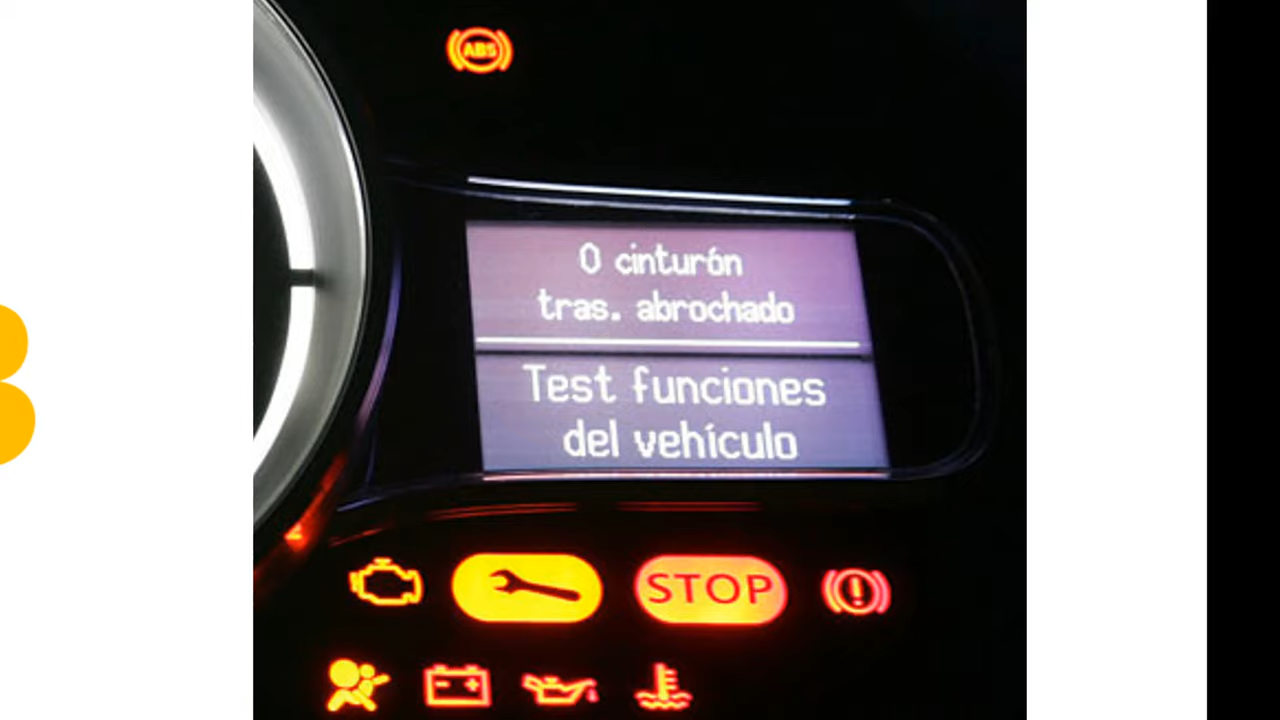 ABS
0 cinturón
tras. abrochado
Test funciones
del vehículo
STOP